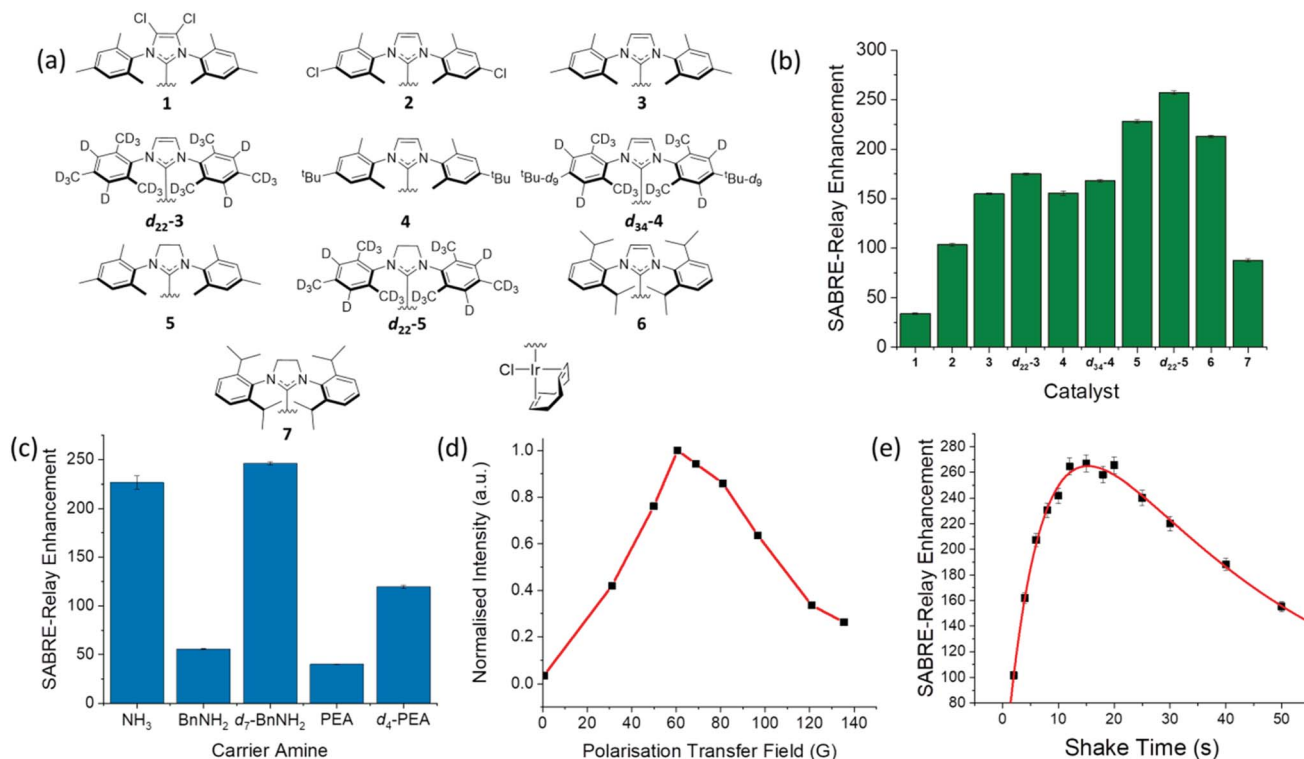 (a)
Cl Cl
N N
1
Cl N N Cl
2
N N
3
D CD3 D3C D
N N
D3C CD3 D3C CD3
D D
d22-3
N N
tBu tBu
4
D CD3 D3C D
N N
tBu-d9 CD3 D3C tBu-d9
D D
d34-4
N N
5
D CD3 D3C D
N N
D3C CD3 D3C CD3
D D
d22-5
N N
6
N N
7
Cl Ir
(b)
SABRE-Relay Enhancement
300
250
200
150
100
50
0
1 2 3 d22-3 4 d34-4 5 d22-5 6 7
Catalyst
(c)
SABRE-Relay Enhancement
250
200
150
100
50
0
NH3 BnNH2 d7-BnNH2 PEA d4-PEA
Carrier Amine
(d)
Normalised Intensity (a.u.)
1.0
0.8
0.6
0.4
0.2
0.0
0 20 40 60 80 100 120 140
Polarisation Transfer Field (G)
(e)
SABRE-Relay Enhancement
280
260
240
220
200
180
160
140
120
100
80
0 10 20 30 40 50
Shake Time (s)